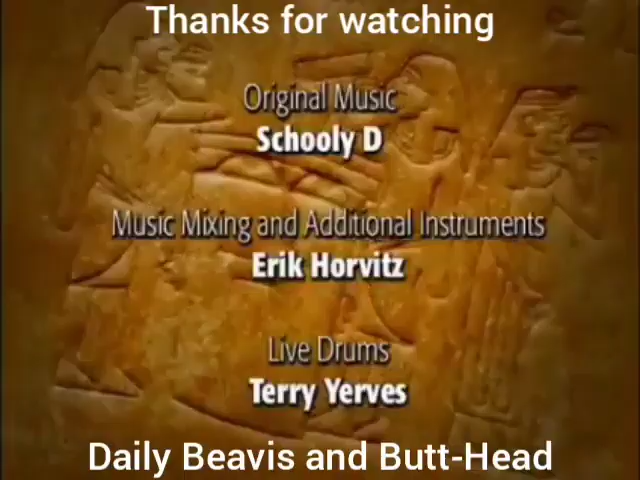 Thanks for watching
Original Music
Schooly D
Music Mixing and Additional Instruments
Erik Horvitz
Live Drums
Terry Yerves
Daily Beavis and Butt-Head